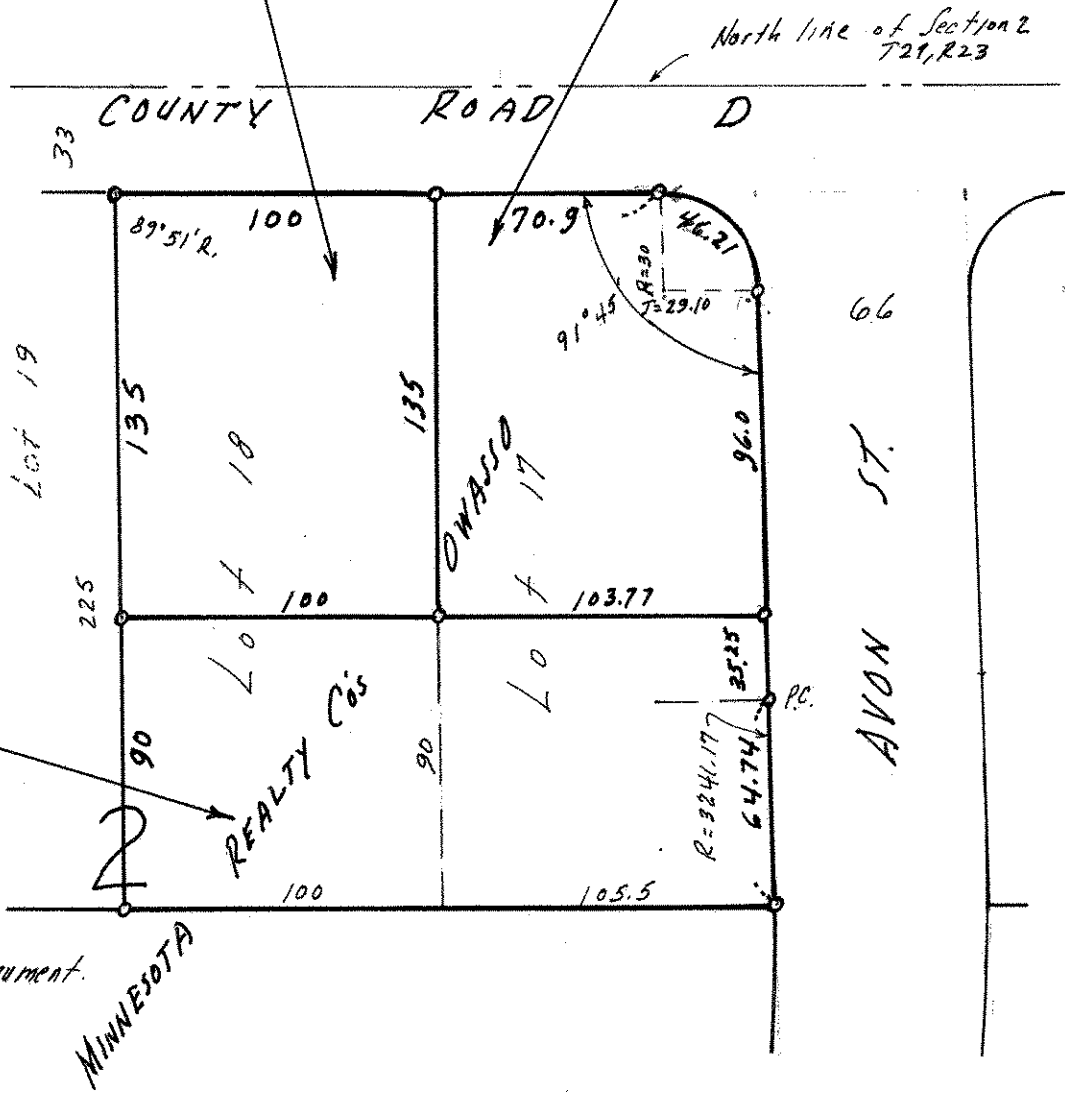 North line of Section 2
T29, R23
COUNTY ROAD D
33
100
70.9
46.21
89°51'R.
R=30
T=29.10
91°45'
66
Lot 19
135
135
96.0
ST.
Lot 18
OWASSO
Lot 17
225
100
103.77
35.25
P.C.
AVON
REALTY Co's
90
90
R=3241.17
64.74
2
100
105.5
MINNESOTA